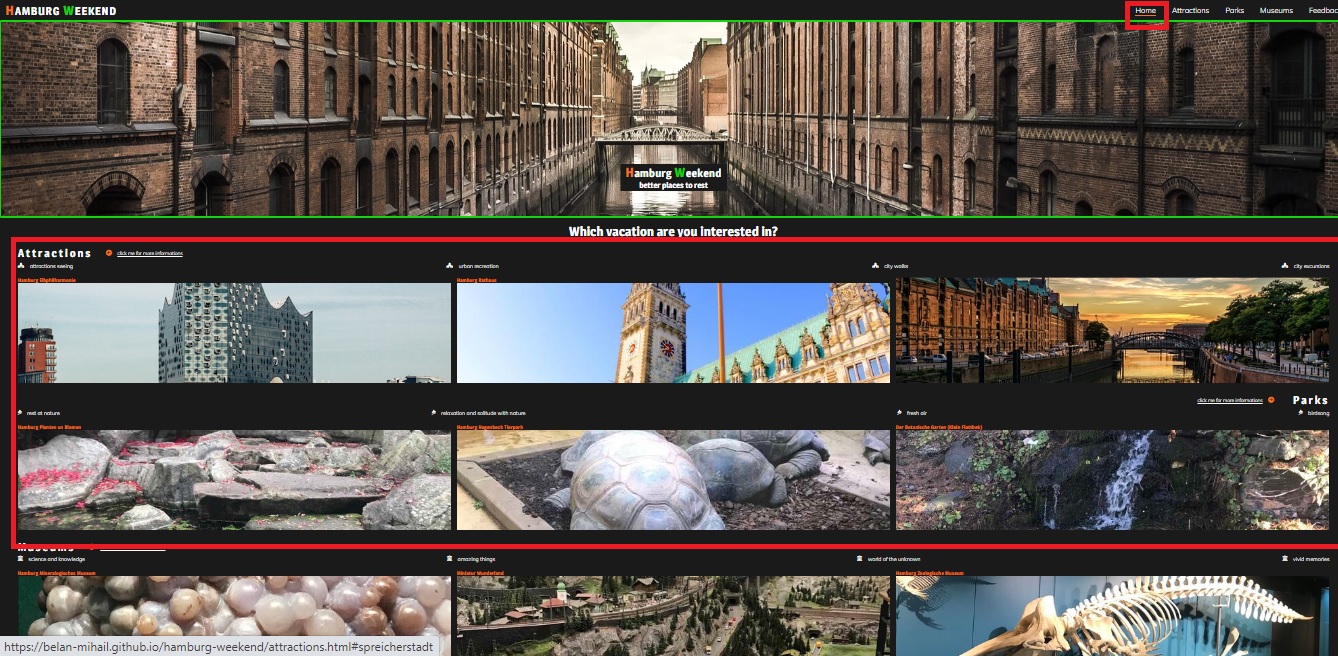 Hamburg Weekend
Home Attractions Parks Museums Feedbac
Hamburg Weekend
better places to rest
Which vacation are you interested in?
Attractions click me for more informations
attractions seeing urban recreation city walks city excursions
Hamburg Elbphilharmonie Hamburg Rathaus
click me for more informations Parks
rest at nature relaxation and solitude with nature fresh air birdsong
Hamburg Planten un Blomen Hamburg Hagenbeck Tierpark Der Botanische Garten (Klein Flottbek)
Museums
science and knowledge amazing things world of the unknown vivid memories
Hamburg Mineralogisches Museum Miniatur Wunderland Hamburg Zoologische Museum
https://belan-mihail.github.io/hamburg-weekend/attractions.html#spreicherstadt